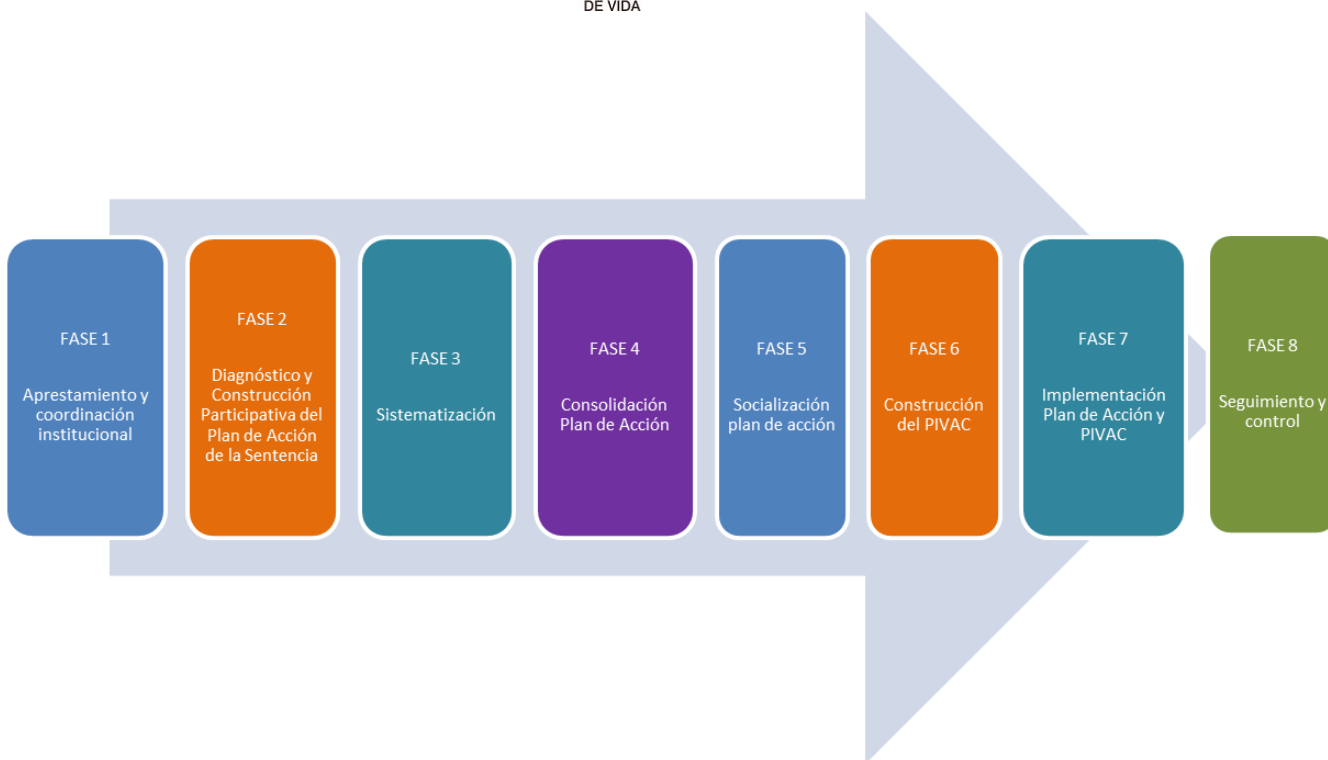 DE VIDA
FASE 1
Aprestamiento y
coordinación
institucional
FASE 2
Diagnóstico y
Construcción
Participativa del
Plan de Acción
de la Sentencia
FASE 3
Sistematización
FASE 4
Consolidación
Plan de Acción
FASE 5
Socialización
plan de acción
FASE 6
Construcción
del PIVAC
FASE 7
Implementación
Plan de Acción y
PIVAC
FASE 8
Seguimiento y
control